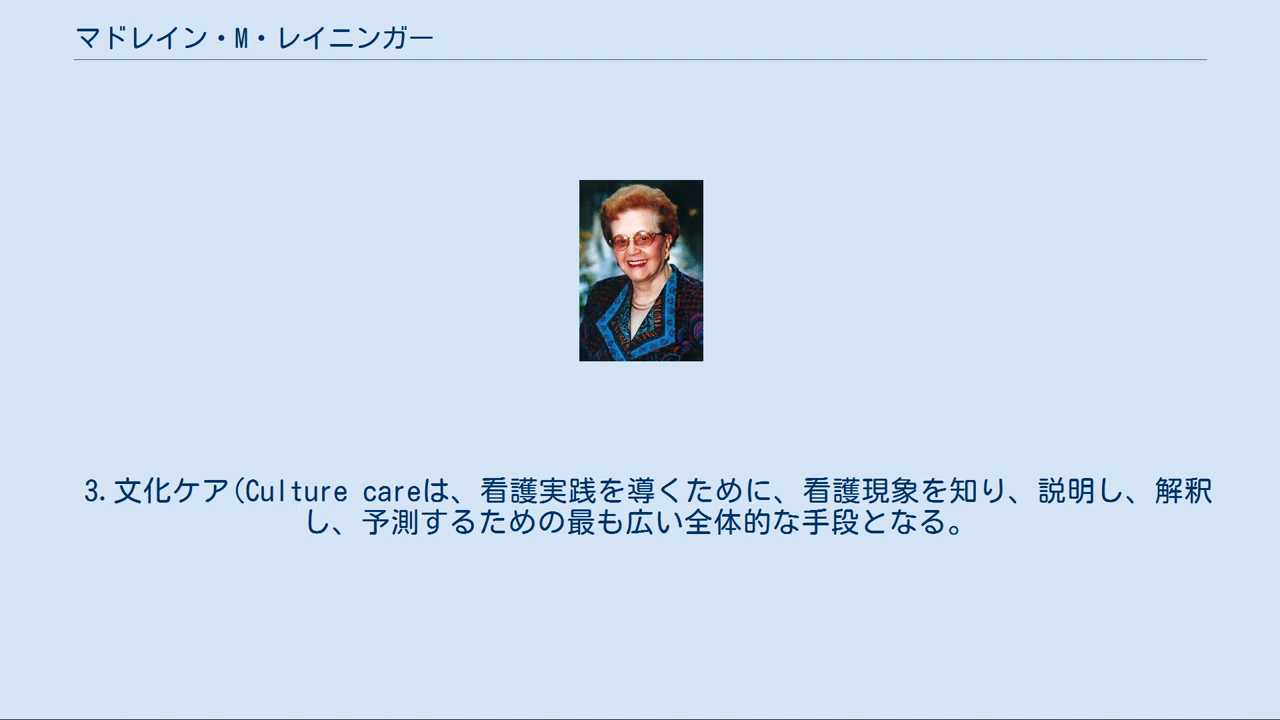 マドレイン・M・レイニンガー
3.文化ケア(Culture careは、看護実践を導くために、看護現象を知り、説明し、解釈
し、予測するための最も広い全体的な手段となる。